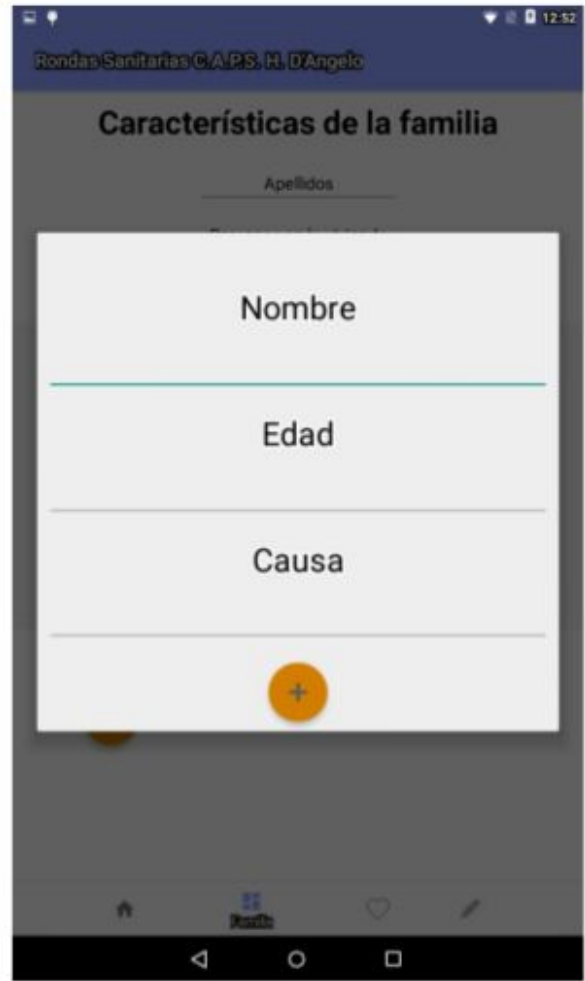 12:52
Rondas Sanitarias C.A.P.S. H. D'Angelo
Características de la familia
Apellidos
Nombre
Edad
Causa
+
Familia